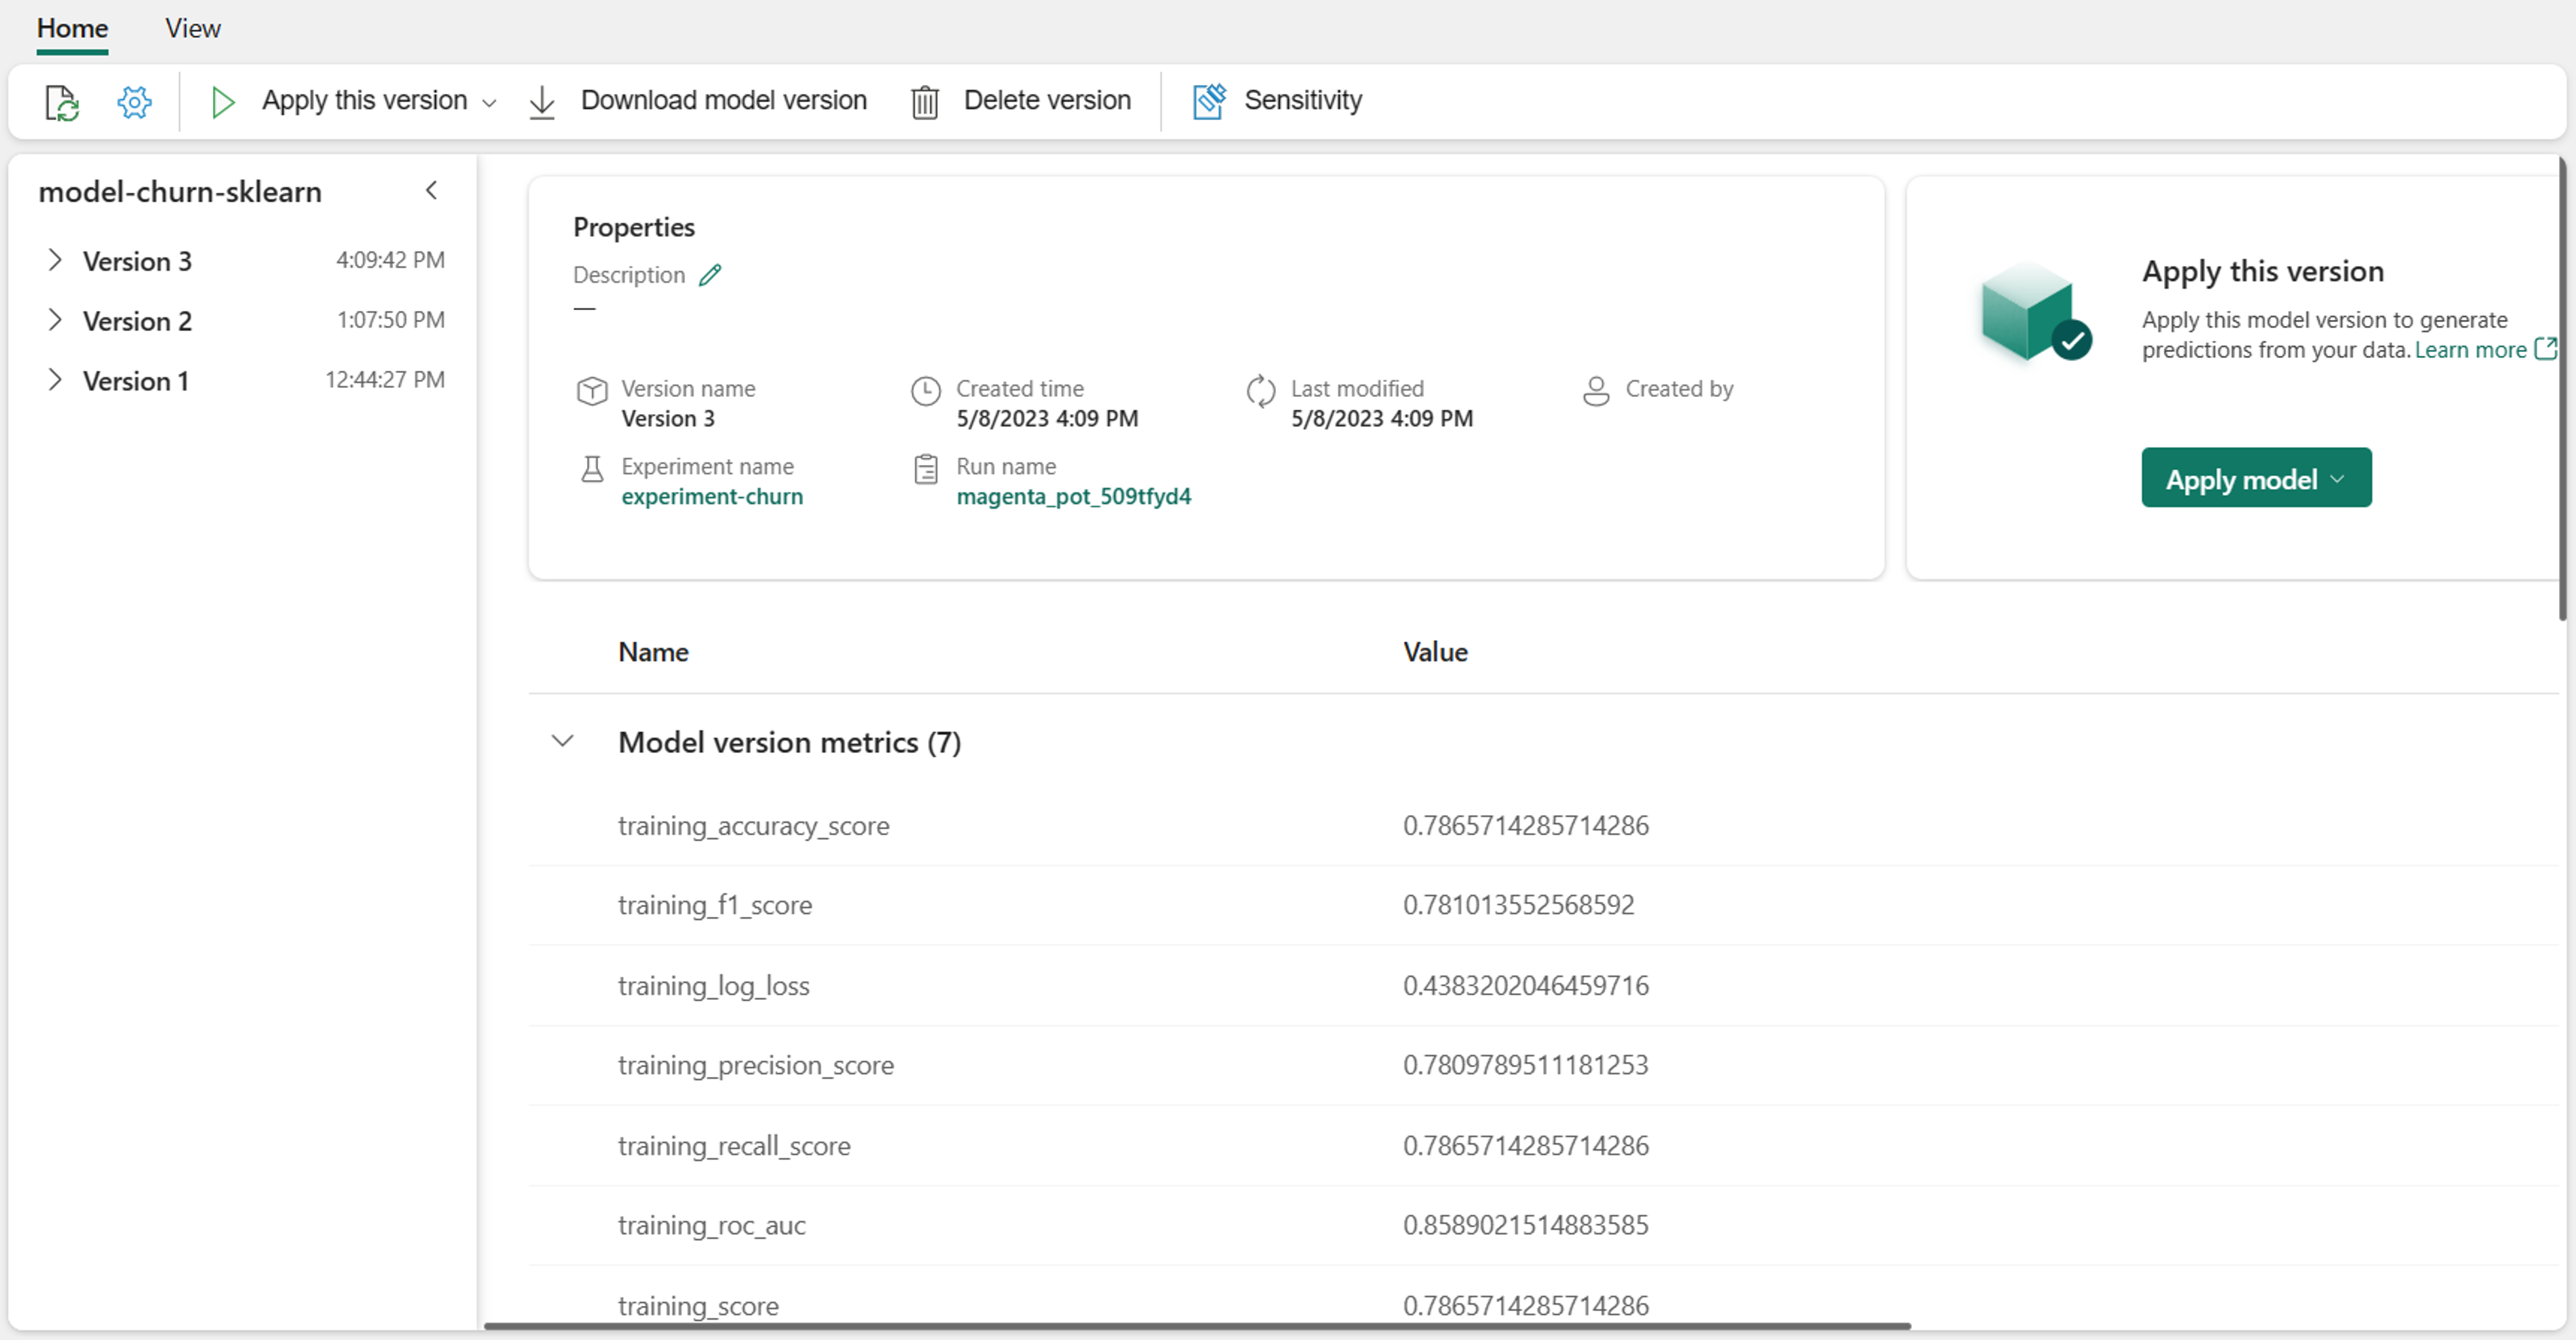 Home View
Apply this version Download model version Delete version Sensitivity
model-churn-sklearn
Version 3 4:09:42 PM
Version 2 1:07:50 PM
Version 1 12:44:27 PM
Properties
Description
—
Version name Created time Last modified Created by
Version 3 5/8/2023 4:09 PM 5/8/2023 4:09 PM
Experiment name Run name
experiment-churn magenta_pot_509tfyd4
Apply this version
Apply this model version to generate
predictions from your data. Learn more
Apply model
Name Value
Model version metrics (7)
training_accuracy_score 0.7865714285714286
training_f1_score 0.781013552568592
training_log_loss 0.4383202046459716
training_precision_score 0.7809789511181253
training_recall_score 0.7865714285714286
training_roc_auc 0.8589021514883585
training_score 0.7865714285714286